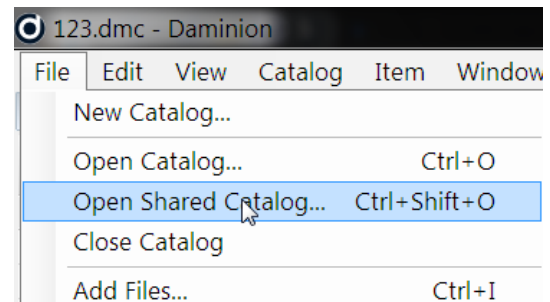 123.dmc - Daminion
File Edit View Catalog Item Window
New Catalog...
Open Catalog... Ctrl+O
Open Shared Catalog... Ctrl+Shift+O
Close Catalog
Add Files... Ctrl+I